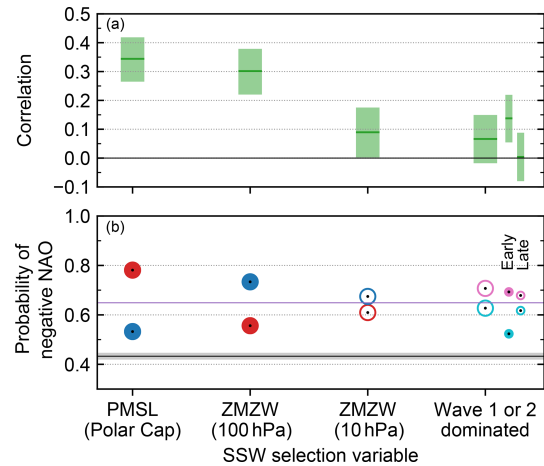 (a)
0.5
0.4
0.3
0.2
0.1
0.0
−0.1
Correlation
(b)
1.0
0.8
0.6
0.4
Probability of
negative NAO
Early
Late
PMSL
(Polar Cap)
ZMZW
(100 hPa)
ZMZW
(10 hPa)
Wave 1 or 2
dominated
SSW selection variable